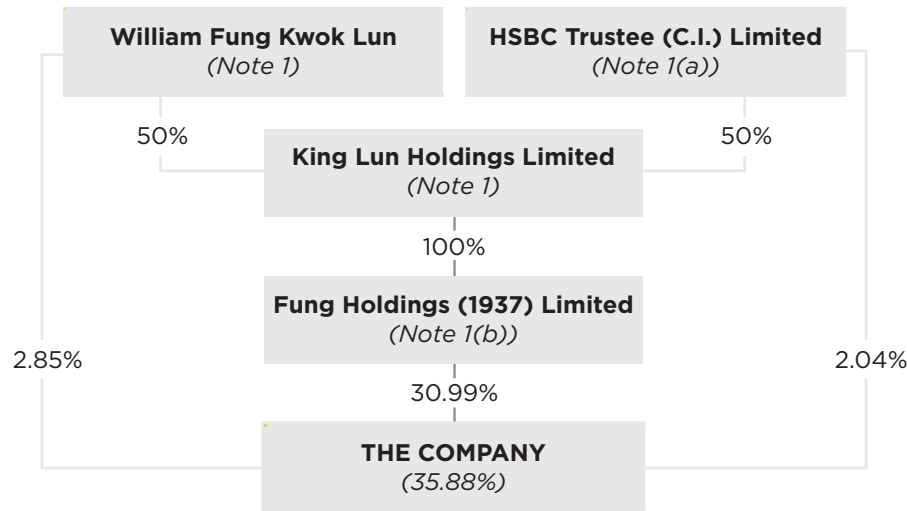 William Fung Kwok Lun
(Note 1)
HSBC Trustee (C.I.) Limited
(Note 1(a))
50%
50%
King Lun Holdings Limited
(Note 1)
100%
Fung Holdings (1937) Limited
(Note 1(b))
2.85%
2.04%
30.99%
THE COMPANY
(35.88%)